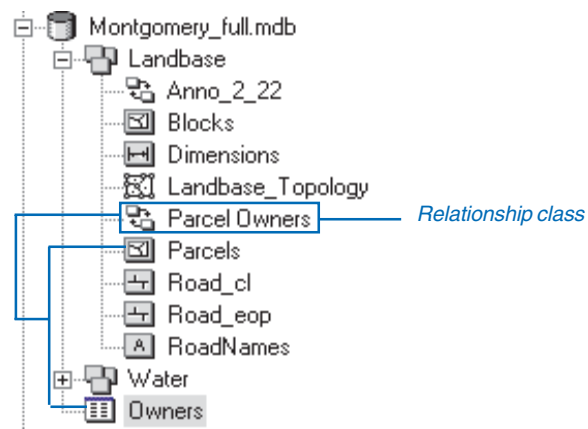 Montgomery_full.mdb
Landbase
Anno_2_22
Blocks
Dimensions
Landbase_Topology
Parcel Owners Relationship class
Parcels
Road_cl
Road_eop
A RoadNames
Water
Owners